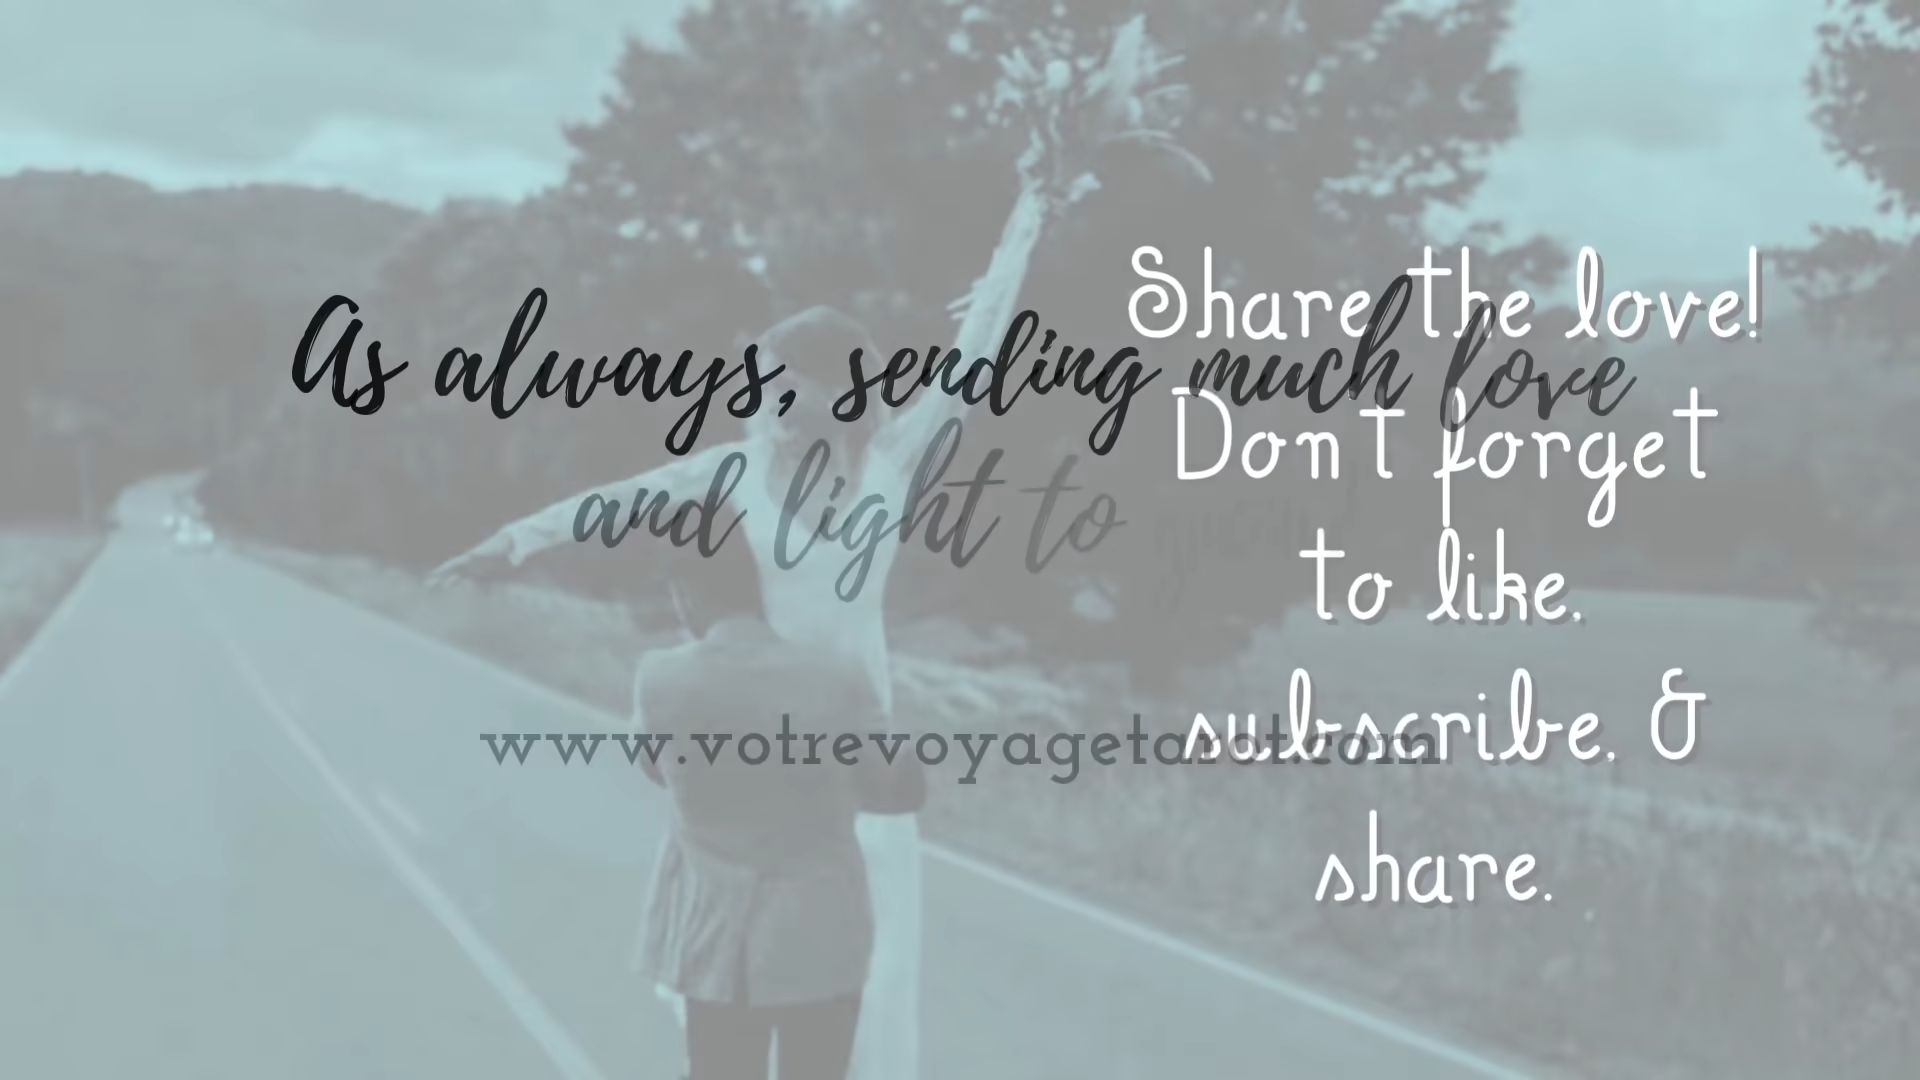 As always, sending much love
and light to
www.votrevoyagetarot.com
Share the love!
Don't forget
to like,
subscribe, &
share.